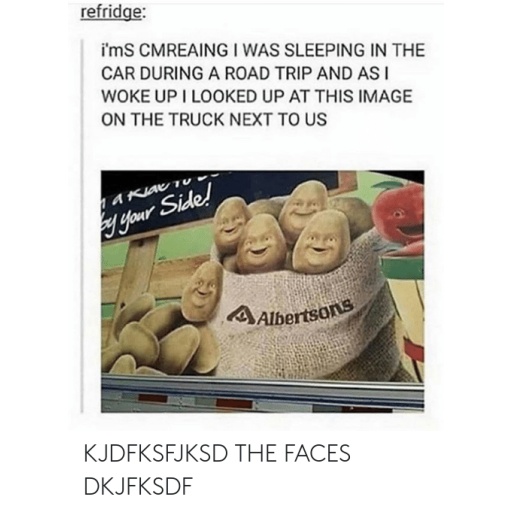 refridge:
i'mS CMREAING I WAS SLEEPING IN THE
CAR DURING A ROAD TRIP AND AS I
WOKE UP I LOOKED UP AT THIS IMAGE
ON THE TRUCK NEXT TO US
by your Side!
Albertsons
KJDFKSFJKSD THE FACES
DKJFKSDF